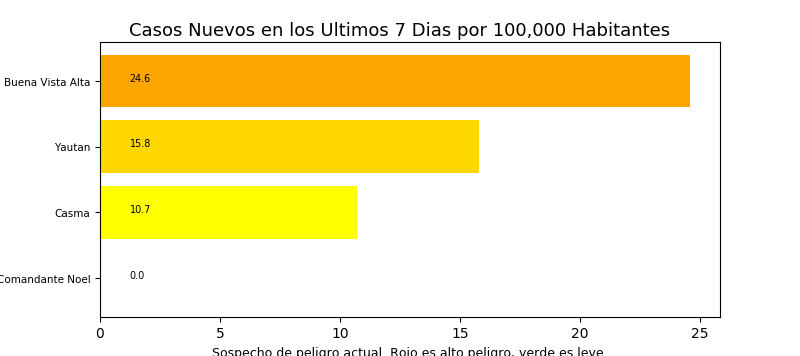 Casos Nuevos en los Ultimos 7 Dias por 100,000 Habitantes
Buena Vista Alta
24.6
Yautan
15.8
Casma
10.7
Comandante Noel
0.0
0 5 10 15 20 25
Sospecho de peligro actual. Rojo es alto peligro, verde es leve